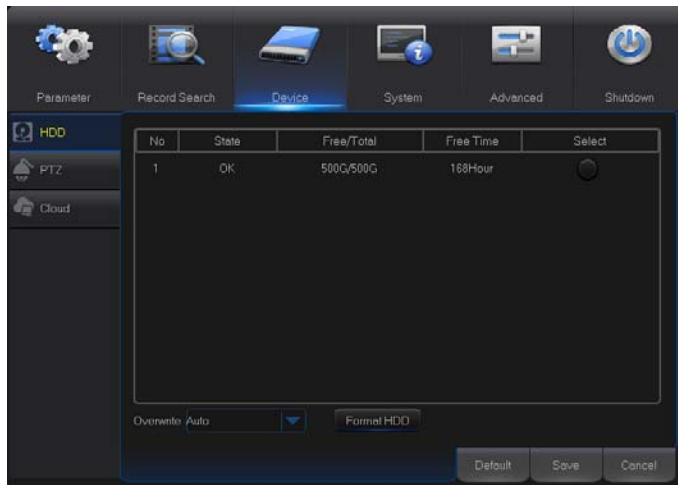 Parameter Record Search Device System Advanced Shutdown
HDD
No State Free/Total Free Time Select
1 OK 500G/500G 168Hour
PTZ
Cloud
Overwrite Auto Format HDD
Default Save Cancel